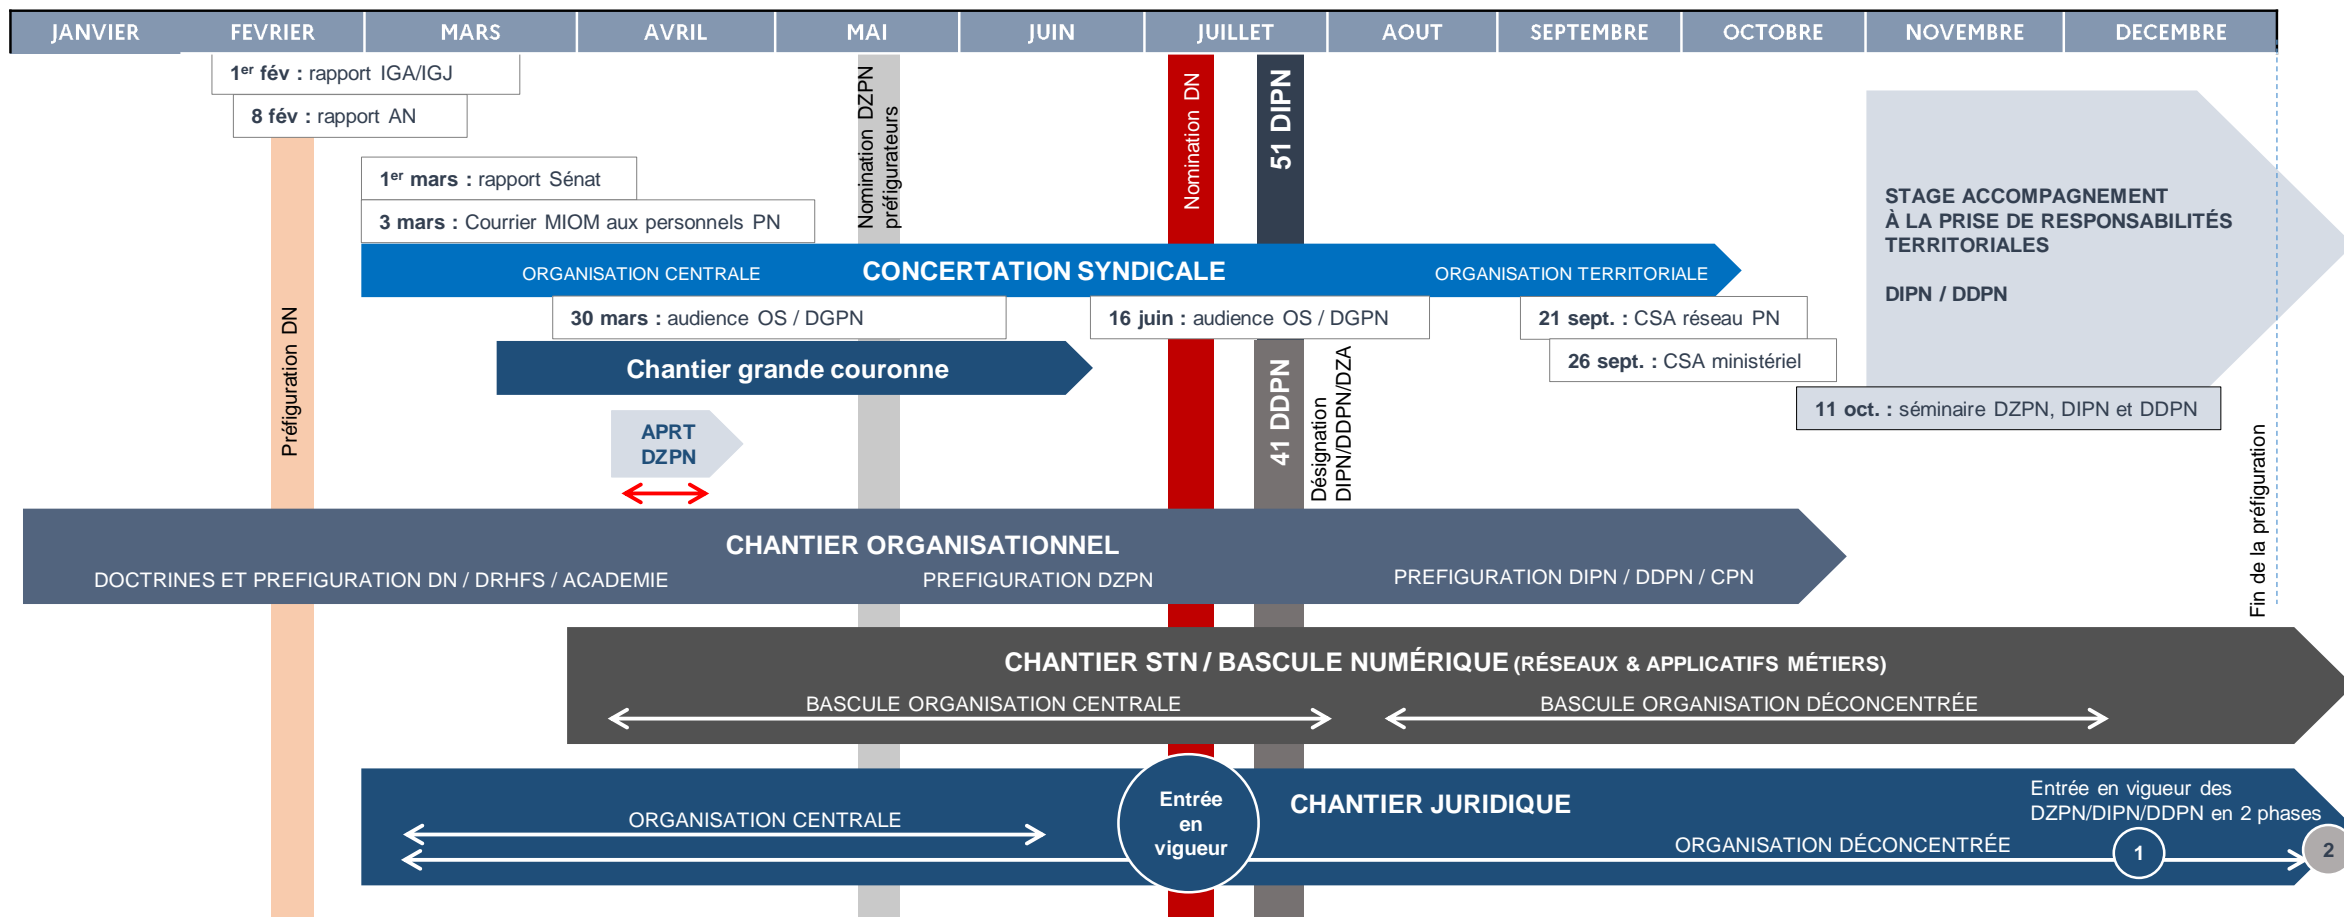 JANVIER
FEVRIER
MARS
AVRIL
MAI
JUIN
JUILLET
AOUT
SEPTEMBRE
OCTOBRE
NOVEMBRE
DECEMBRE
1er fév : rapport IGA/IGJ
8 fév : rapport AN
Préfiguration DN
1er mars : rapport Sénat
3 mars : Courrier MIOM aux personnels PN
Nomination DZPN
préfigurateurs
Nomination DN
51 DIPN
ORGANISATION CENTRALE
CONCERTATION SYNDICALE
ORGANISATION TERRITORIALE
30 mars : audience OS / DGPN
16 juin : audience OS / DGPN
21 sept. : CSA réseau PN
26 sept. : CSA ministériel
STAGE ACCOMPAGNEMENT
À LA PRISE DE RESPONSABILITÉS
TERRITORIALES
DIPN / DDPN
11 oct. : séminaire DZPN, DIPN et DDPN
Chantier grande couronne
41 DDPN
Désignation
DIPN/DDPN/DZA
APRT
DZPN
Fin de la préfiguration
CHANTIER ORGANISATIONNEL
DOCTRINES ET PREFIGURATION DN / DRHFS / ACADEMIE
PREFIGURATION DZPN
PREFIGURATION DIPN / DDPN / CPN
CHANTIER STN / BASCULE NUMÉRIQUE (RÉSEAUX & APPLICATIFS MÉTIERS)
BASCULE ORGANISATION CENTRALE
BASCULE ORGANISATION DÉCONCENTRÉE
Entrée
en
vigueur
CHANTIER JURIDIQUE
ORGANISATION CENTRALE
Entrée en vigueur des
DZPN/DIPN/DDPN en 2 phases
ORGANISATION DÉCONCENTRÉE
1
2